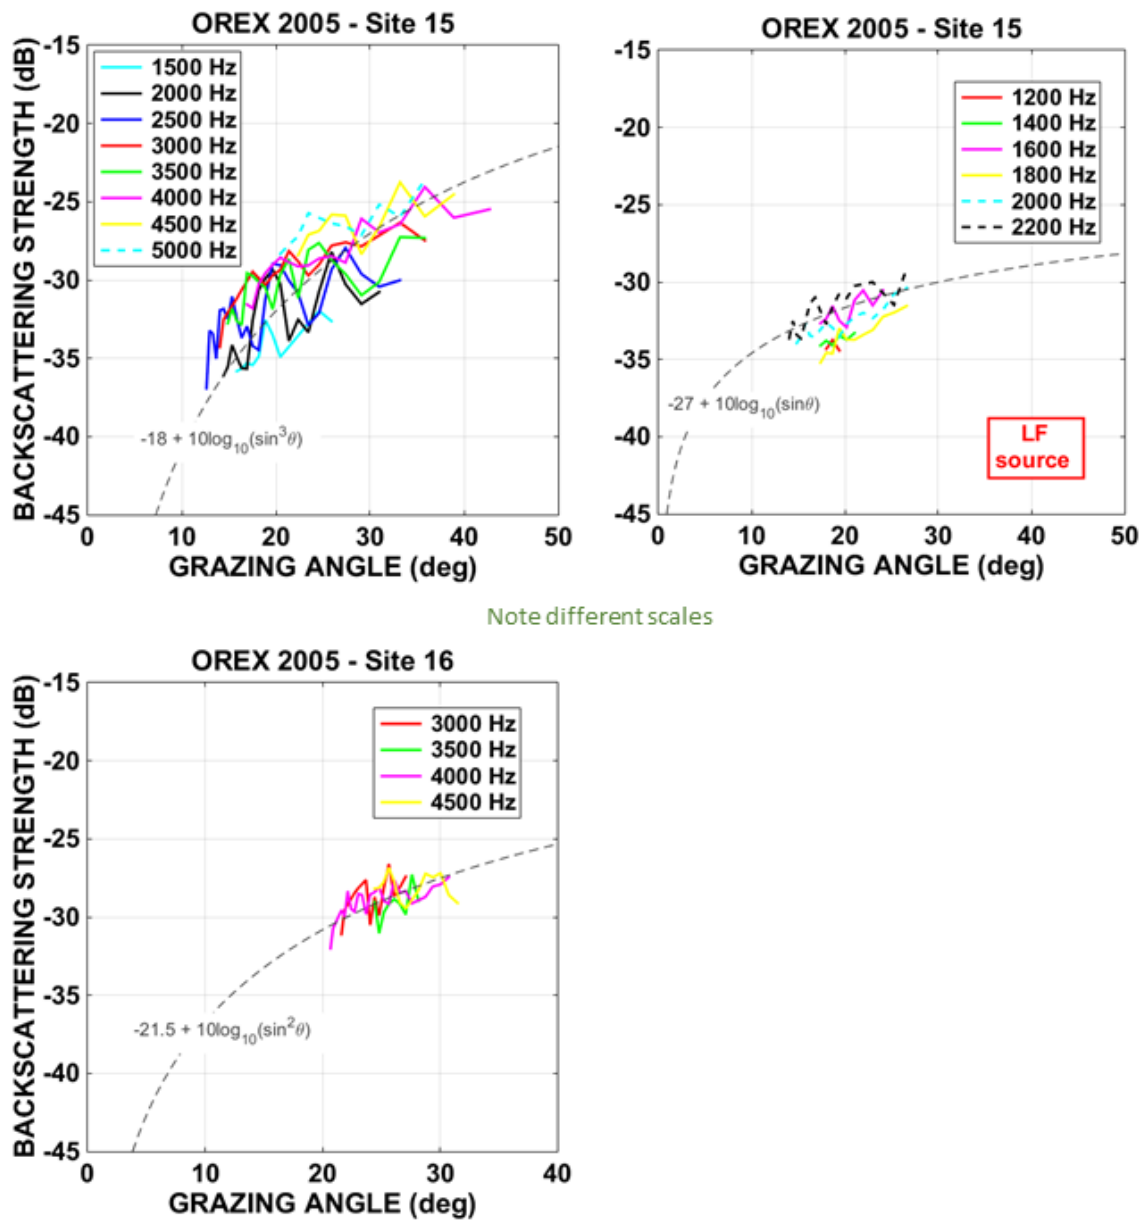 OREX 2005 - Site 15
BACKSCATTERING STRENGTH (dB)
-15
-20
-25
-30
-35
-40
-45
1500 Hz
2000 Hz
2500 Hz
3000 Hz
3500 Hz
4000 Hz
4500 Hz
5000 Hz
-18 + 10log10(sin³θ)
0 10 20 30 40 50
GRAZING ANGLE (deg)
OREX 2005 - Site 15
-15
-20
-25
-30
-35
-40
-45
1200 Hz
1400 Hz
1600 Hz
1800 Hz
2000 Hz
2200 Hz
-27 + 10log10(sinθ)
LF
source
0 10 20 30 40 50
GRAZING ANGLE (deg)
Note different scales
OREX 2005 - Site 16
BACKSCATTERING STRENGTH (dB)
-15
-20
-25
-30
-35
-40
-45
3000 Hz
3500 Hz
4000 Hz
4500 Hz
-21.5 + 10log10(sin²θ)
0 10 20 30 40
GRAZING ANGLE (deg)